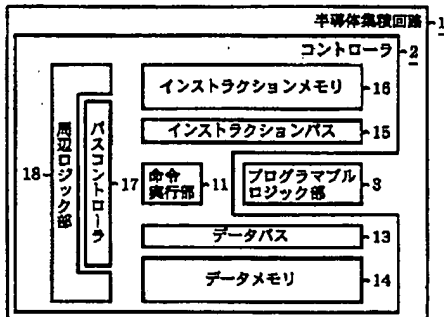 半導体集積回路 1
コントローラ 2
インストラクションメモリ 16
インストラクションバス 15
周辺ロジック部 18
バスコントローラ 17
命令
実行部 11
プログラマブル
ロジック部 3
データバス 13
データメモリ 14